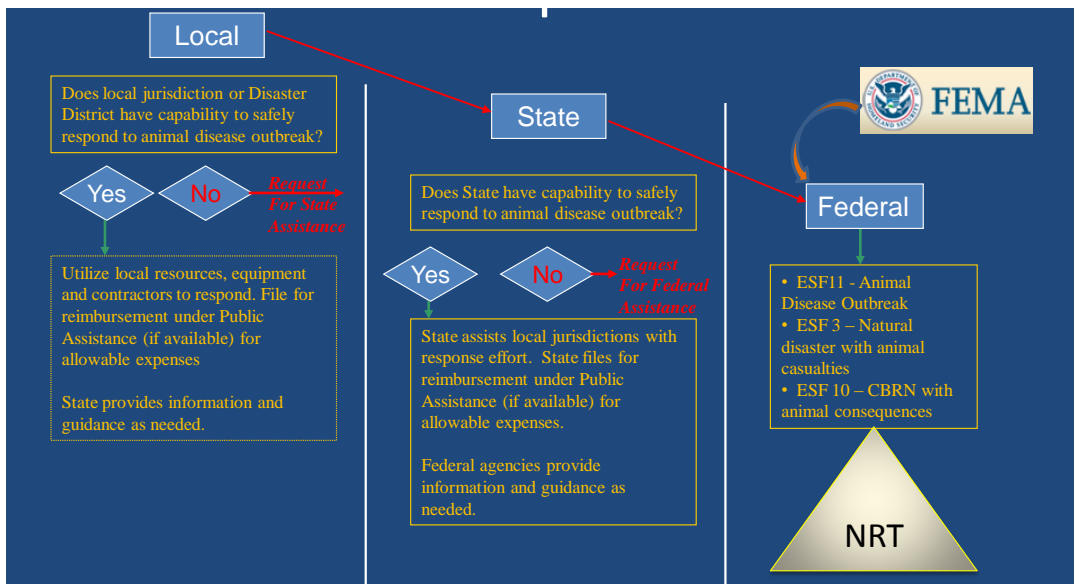 Local
Does local jurisdiction or Disaster
District have capability to safely
respond to animal disease outbreak?
Yes
No
Request
For State
Assistance
Utilize local resources, equipment
and contractors to respond. File for
reimbursement under Public
Assistance (if available) for
allowable expenses
State provides information and
guidance as needed.
State
Does State have capability to safely
respond to animal disease outbreak?
Yes
No
Request
For Federal
Assistance
State assists local jurisdictions with
response effort.  State files for
reimbursement under Public
Assistance (if available) for
allowable expenses.
Federal agencies provide
information and guidance as
needed.
U.S. DEPARTMENT OF
HOMELAND SECURITY
FEMA
Federal
• ESF11 - Animal
Disease Outbreak
• ESF 3 – Natural
disaster with animal
casualties
• ESF 10 – CBRN with
animal consequences
NRT